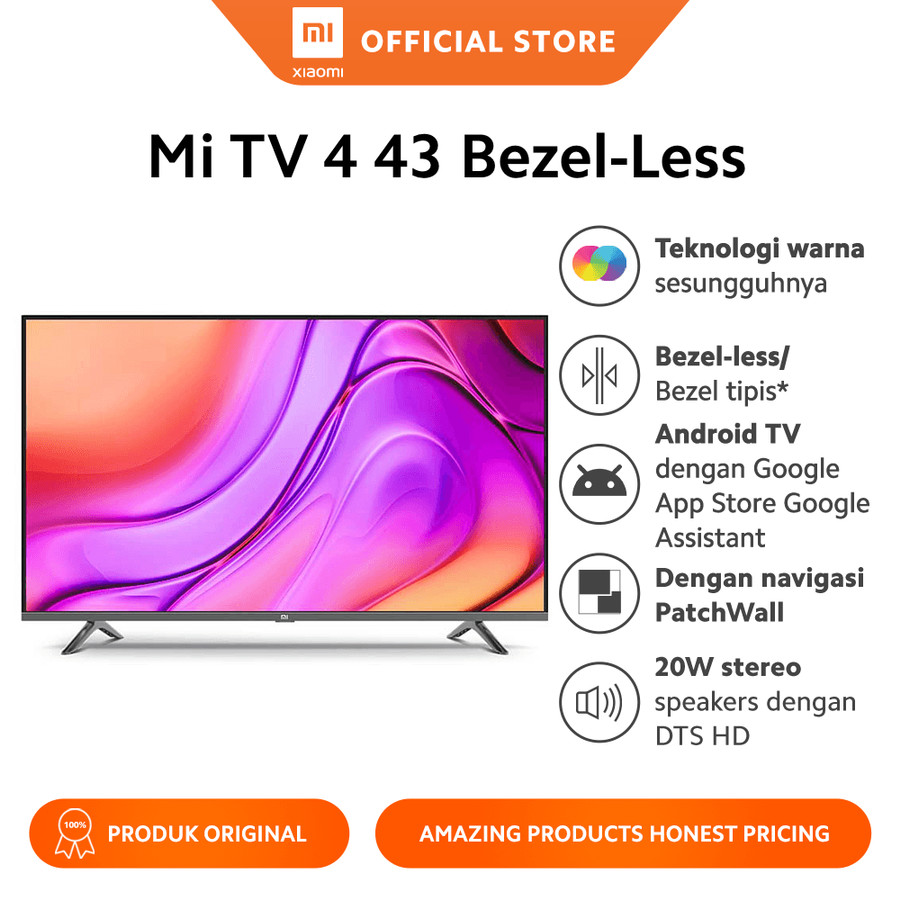 mi
xiaomi
OFFICIAL STORE
Mi TV 4 43 Bezel-Less
Teknologi warna
sesungguhnya
Bezel-less/
Bezel tipis*
Android TV
dengan Google
App Store Google
Assistant
Dengan navigasi
PatchWall
20W stereo
speakers dengan
DTS HD
mi
100%
PRODUK ORIGINAL
AMAZING PRODUCTS HONEST PRICING